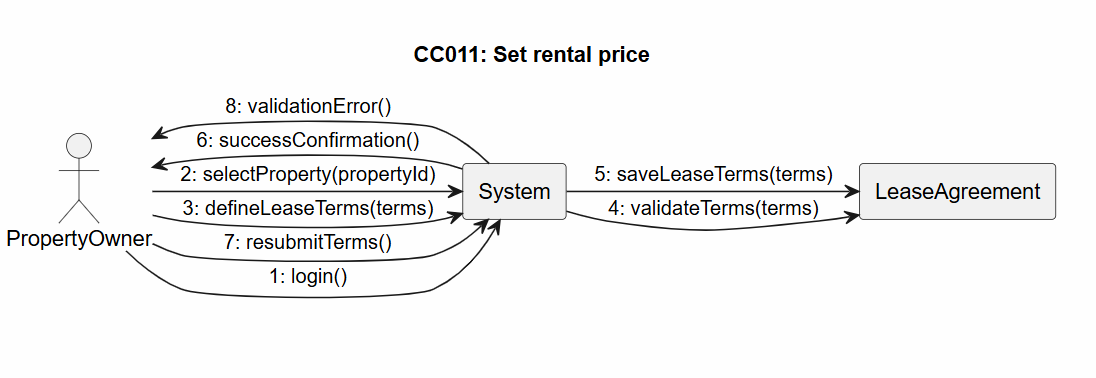 CC011: Set rental price
8: validationError()
6: successConfirmation()
2: selectProperty(propertyId)
3: defineLeaseTerms(terms)
7: resubmitTerms()
1: login()
PropertyOwner
System
5: saveLeaseTerms(terms)
4: validateTerms(terms)
LeaseAgreement